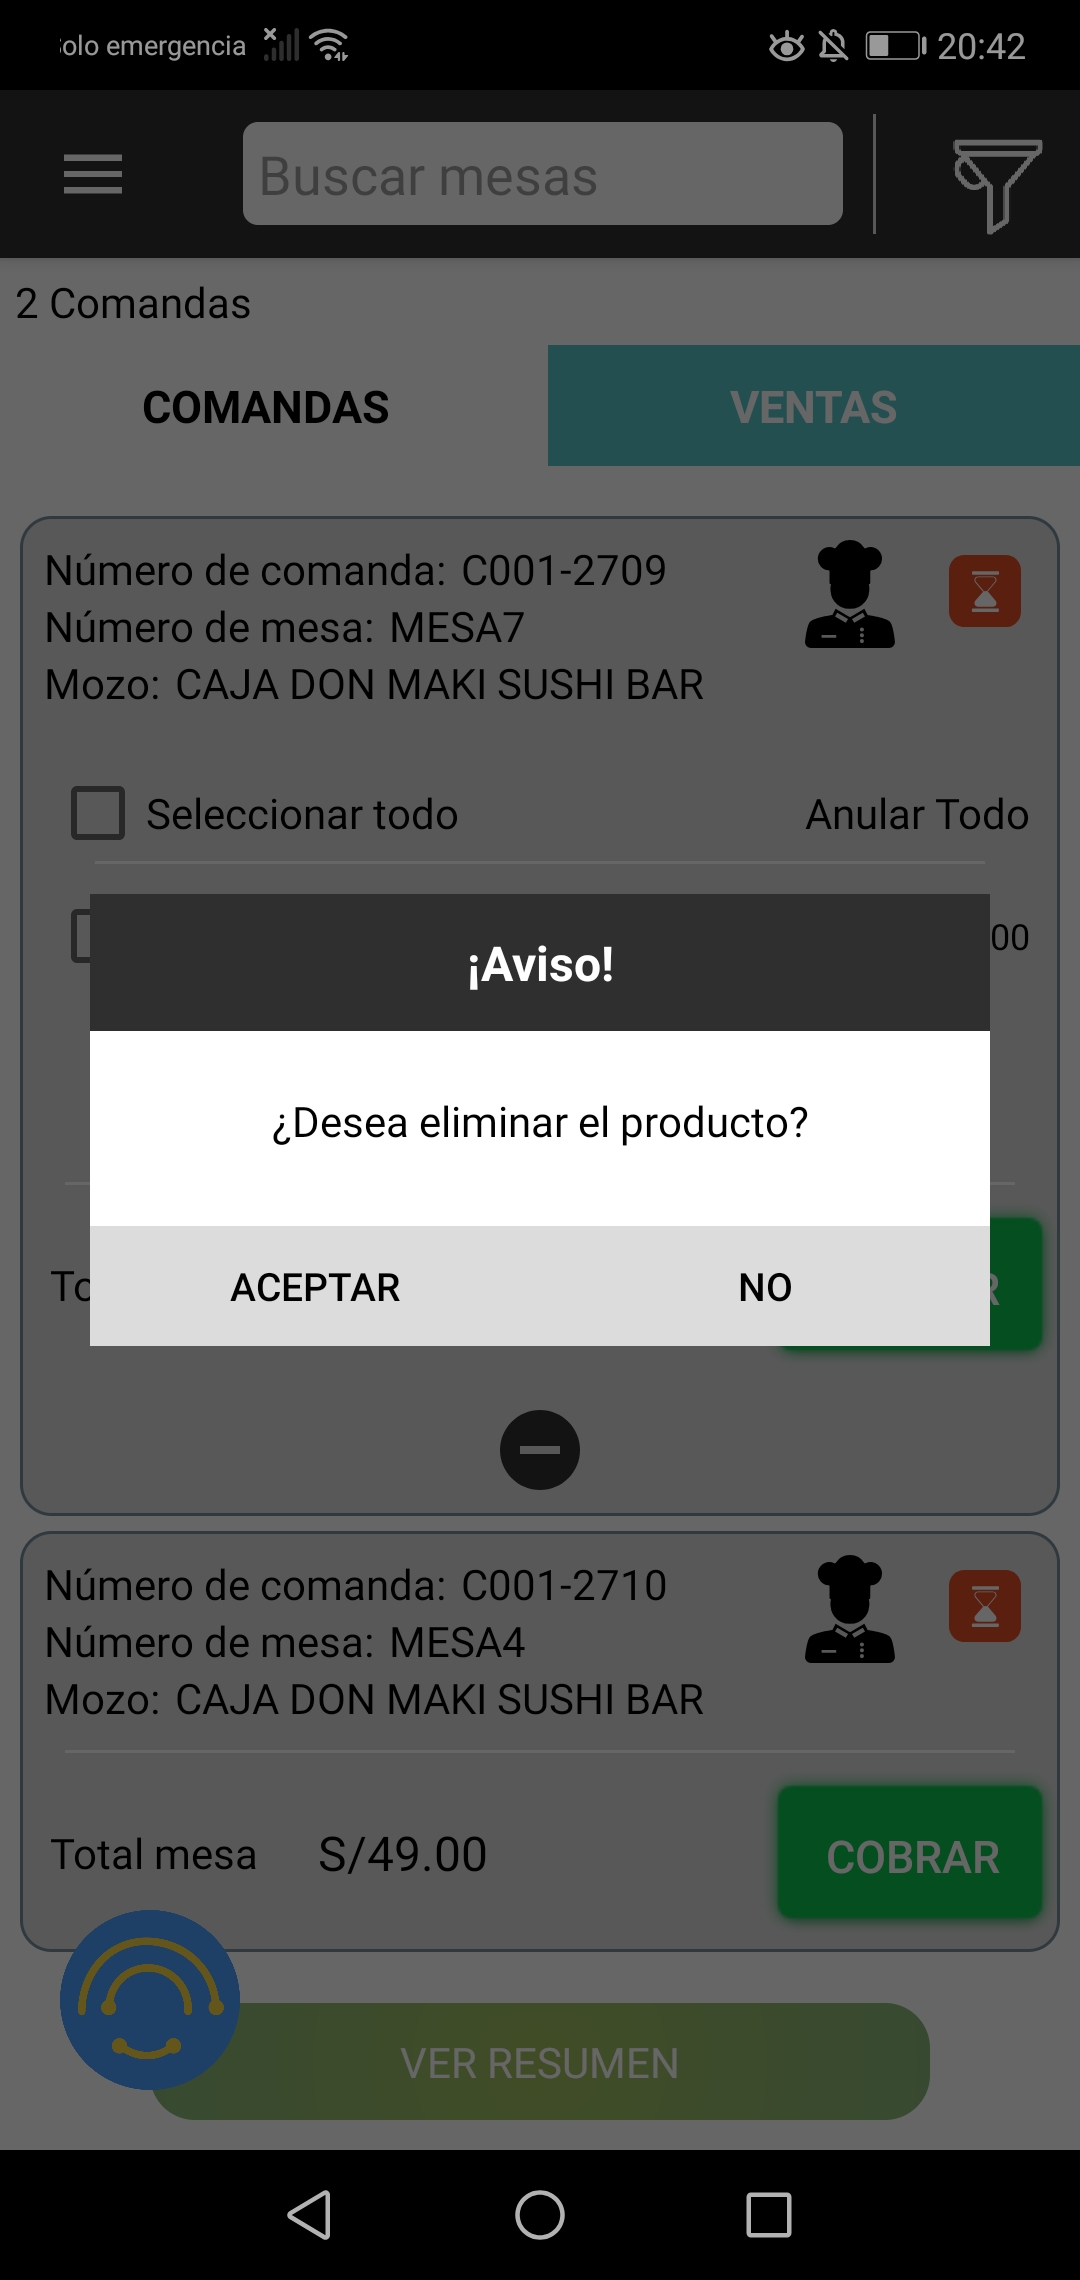 olo emergencia
20:42
Buscar mesas
2 Comandas
COMANDAS
VENTAS
Número de comanda: C001-2709
Número de mesa: MESA7
Mozo: CAJA DON MAKI SUSHI BAR
Seleccionar todo
Anular Todo
00
¡Aviso!
¿Desea eliminar el producto?
To
R
ACEPTAR
NO
Número de comanda: C001-2710
Número de mesa: MESA4
Mozo: CAJA DON MAKI SUSHI BAR
Total mesa S/49.00
COBRAR
VER RESUMEN